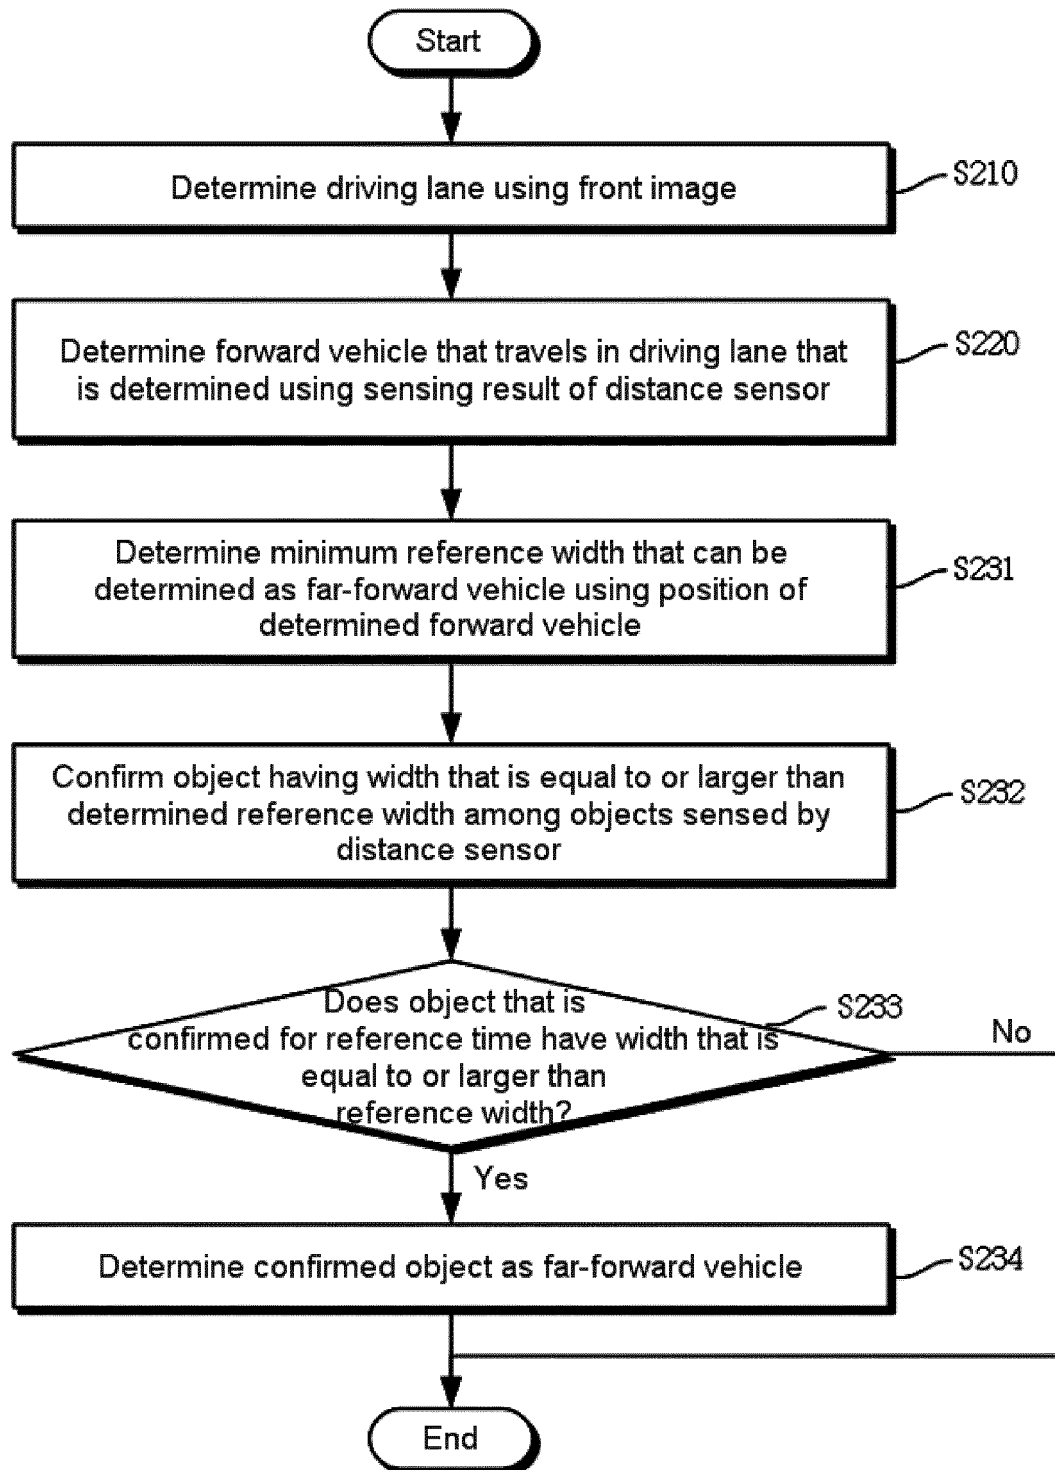 Start
Determine driving lane using front image
S210
Determine forward vehicle that travels in driving lane that
is determined using sensing result of distance sensor
S220
Determine minimum reference width that can be
determined as far-forward vehicle using position of
determined forward vehicle
S231
Confirm object having width that is equal to or larger than
determined reference width among objects sensed by
distance sensor
S232
Does object that is
confirmed for reference time have width that is
equal to or larger than
reference width?
S233
No
Yes
Determine confirmed object as far-forward vehicle
S234
End